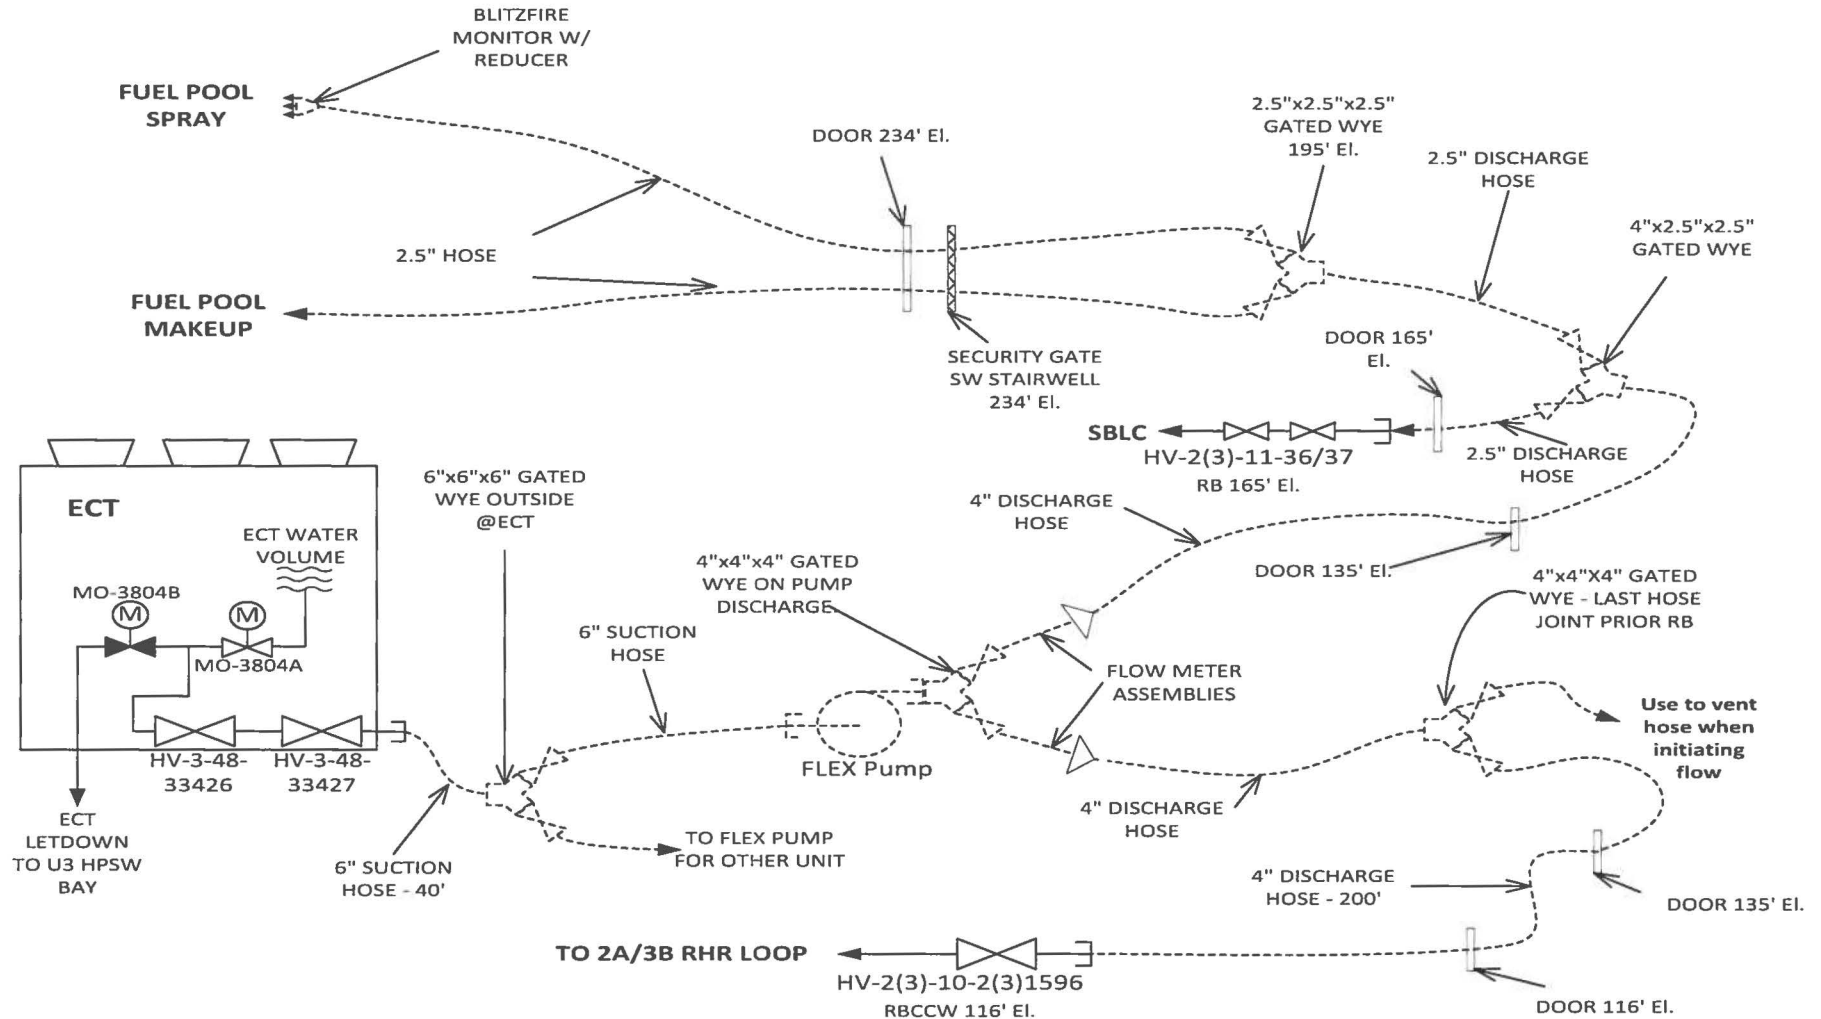 BLITZFIRE
MONITOR W/
REDUCER
FUEL POOL
SPRAY
DOOR 234' El.
2.5"x2.5"x2.5"
GATED WYE
195' El.
2.5" DISCHARGE
HOSE
4"x2.5"x2.5"
GATED WYE
2.5" HOSE
FUEL POOL
MAKEUP
SECURITY GATE
SW STAIRWELL
234' El.
DOOR 165'
El.
SBLC
HV-2(3)-11-36/37
RB 165' El.
2.5" DISCHARGE
HOSE
ECT
ECT WATER
VOLUME
MO-3804B
M
M
MO-3804A
HV-3-48-
33426
HV-3-48-
33427
ECT
LETDOWN
TO U3 HPSW
BAY
6"x6"x6" GATED
WYE OUTSIDE
@ECT
6" SUCTION
HOSE - 40'
6" SUCTION
HOSE
TO FLEX PUMP
FOR OTHER UNIT
4"x4"x4" GATED
WYE ON PUMP
DISCHARGE
FLEX Pump
4" DISCHARGE
HOSE
DOOR 135' El.
FLOW METER
ASSEMBLIES
4" DISCHARGE
HOSE
4"x4"X4" GATED
WYE - LAST HOSE
JOINT PRIOR RB
Use to vent
hose when
initiating
flow
4" DISCHARGE
HOSE - 200'
DOOR 135' El.
TO 2A/3B RHR LOOP
HV-2(3)-10-2(3)1596
RBCCW 116' El.
DOOR 116' El.